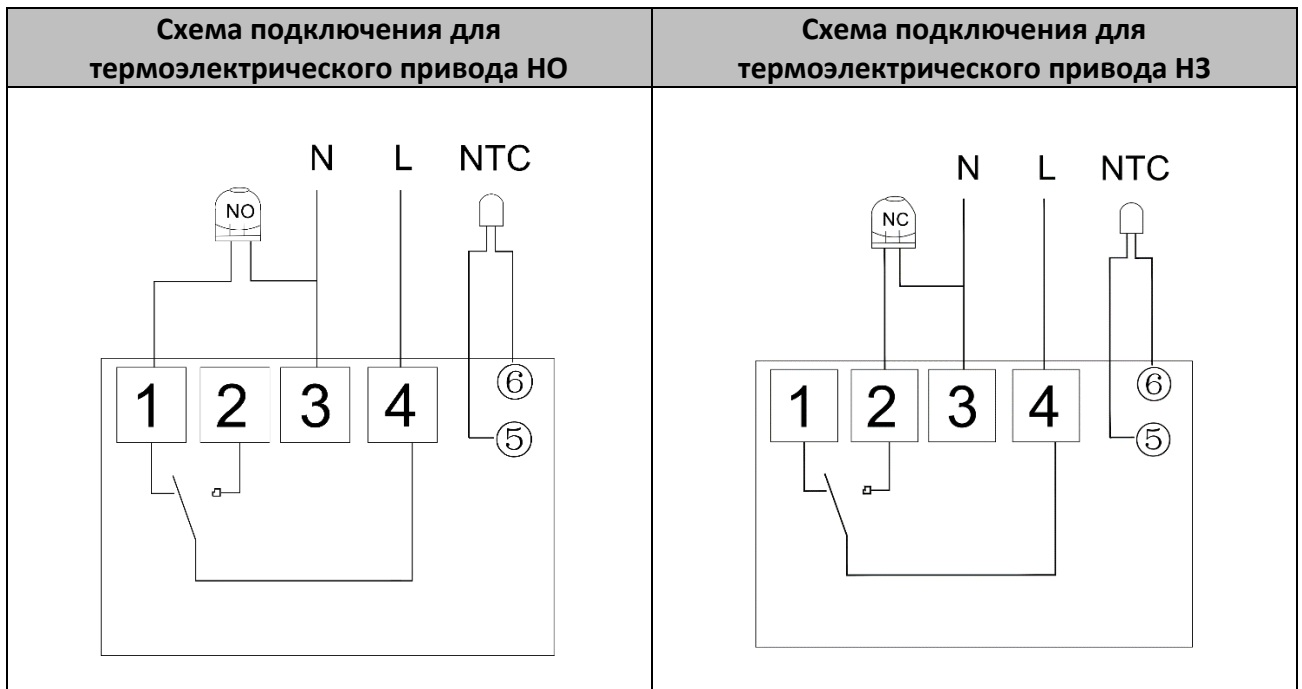 Схема подключения для
термоэлектрического привода НО
Схема подключения для
термоэлектрического привода НЗ
N L NTC
NO
1 2 3 4 ⑥
⑤
N L NTC
NC
1 2 3 4 ⑥
⑤